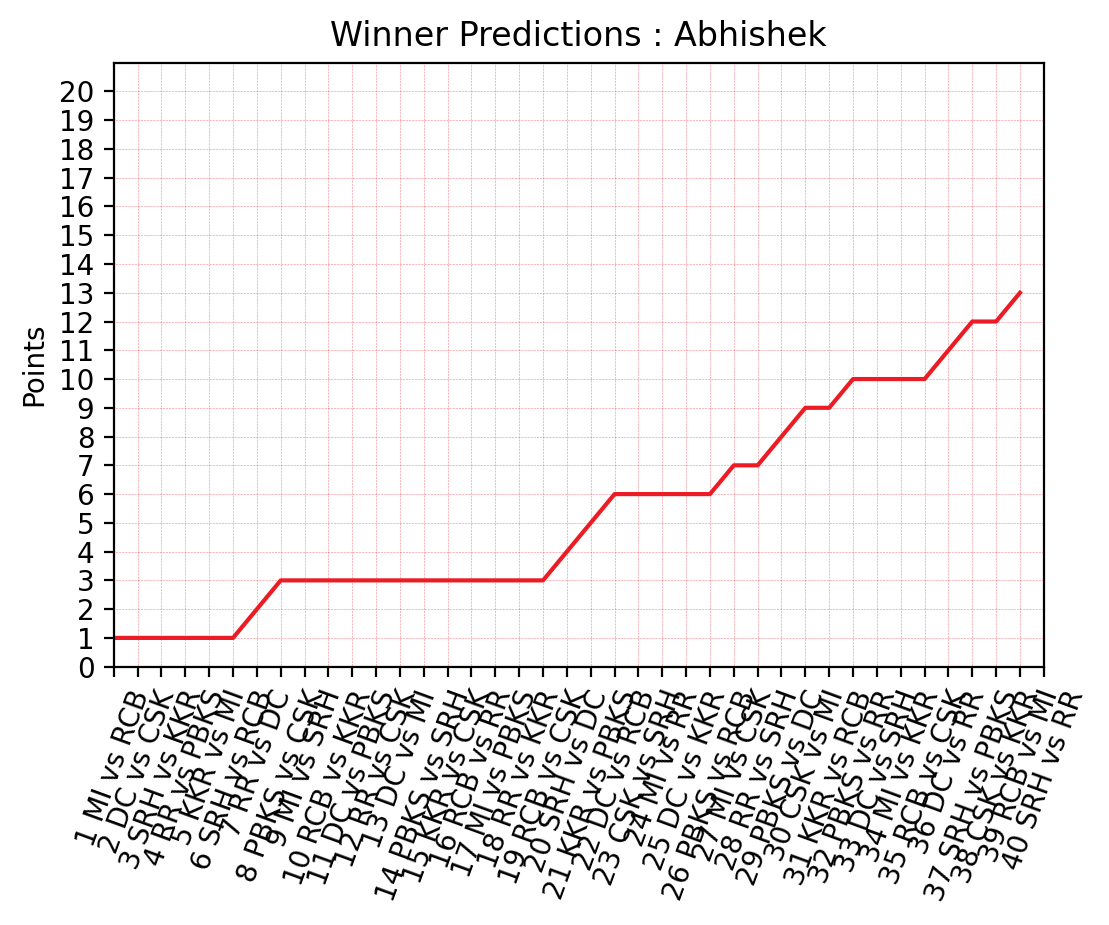 Winner Predictions : Abhishek
Points
20
19
18
17
16
15
14
13
12
11
10
9
8
7
6
5
4
3
2
1
0
1 MI vs RCB
2 DC vs CSK
3 SRH vs KKR
4 RR vs PBKS
5 KKR vs MI
6 SRH vs RCB
7 RR vs DC
8 PBKS vs CSK
9 MI vs SRH
10 RCB vs KKR
11 DC vs PBKS
12 RR vs CSK
13 DC vs MI
14 PBKS vs SRH
15 KKR vs CSK
16 RCB vs RR
17 MI vs PBKS
18 RR vs KKR
19 RCB vs CSK
20 SRH vs DC
21 KKR vs PBKS
22 DC vs RCB
23 CSK vs SRH
24 MI vs RR
25 DC vs KKR
26 PBKS vs RCB
27 MI vs CSK
28 RR vs SRH
29 PBKS vs DC
30 CSK vs MI
31 KKR vs RCB
32 PBKS vs RR
33 DC vs SRH
34 MI vs KKR
35 RCB vs CSK
36 DC vs RR
37 SRH vs PBKS
38 CSK vs KKR
39 RCB vs MI
40 SRH vs RR